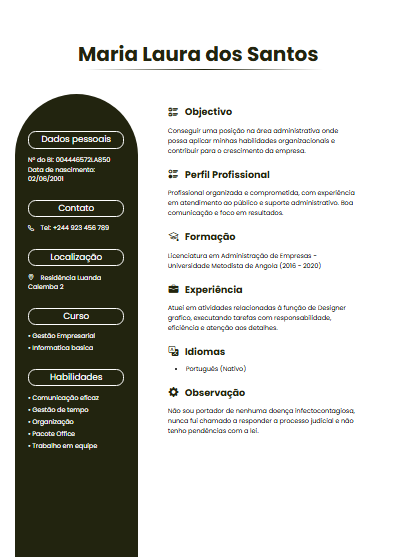 Maria Laura dos Santos
Dados pessoais
Nº do BI: 004446572LA850
Data de nascimento:
02/06/2001
Contato
Tel: +244 923 456 789
Localização
Residência Luanda
Calemba 2
Curso
• Gestão Empresarial
• Informatica basica
Habilidades
• Comunicação eficaz
• Gestão de tempo
• Organização
• Pacote Office
• Trabalho em equipe
Objectivo
Conseguir uma posição na área administrativa onde
possa aplicar minhas habilidades organizacionais e
contribuir para o crescimento da empresa.
Perfil Profissional
Profissional organizada e comprometida, com experiência
em atendimento ao público e suporte administrativo. Boa
comunicação e foco em resultados.
Formação
Licenciatura em Administração de Empresas -
Universidade Metodista de Angola (2016 - 2020)
Experiência
Atuei em atividades relacionadas à função de Designer
grafico, executando tarefas com responsabilidade,
eficiência e atenção aos detalhes.
Idiomas
• Português (Nativo)
Observação
Não sou portador de nenhuma doença infectocontagiosa,
nunca fui chamado a responder a processo judicial e não
tenho pendências com a lei.